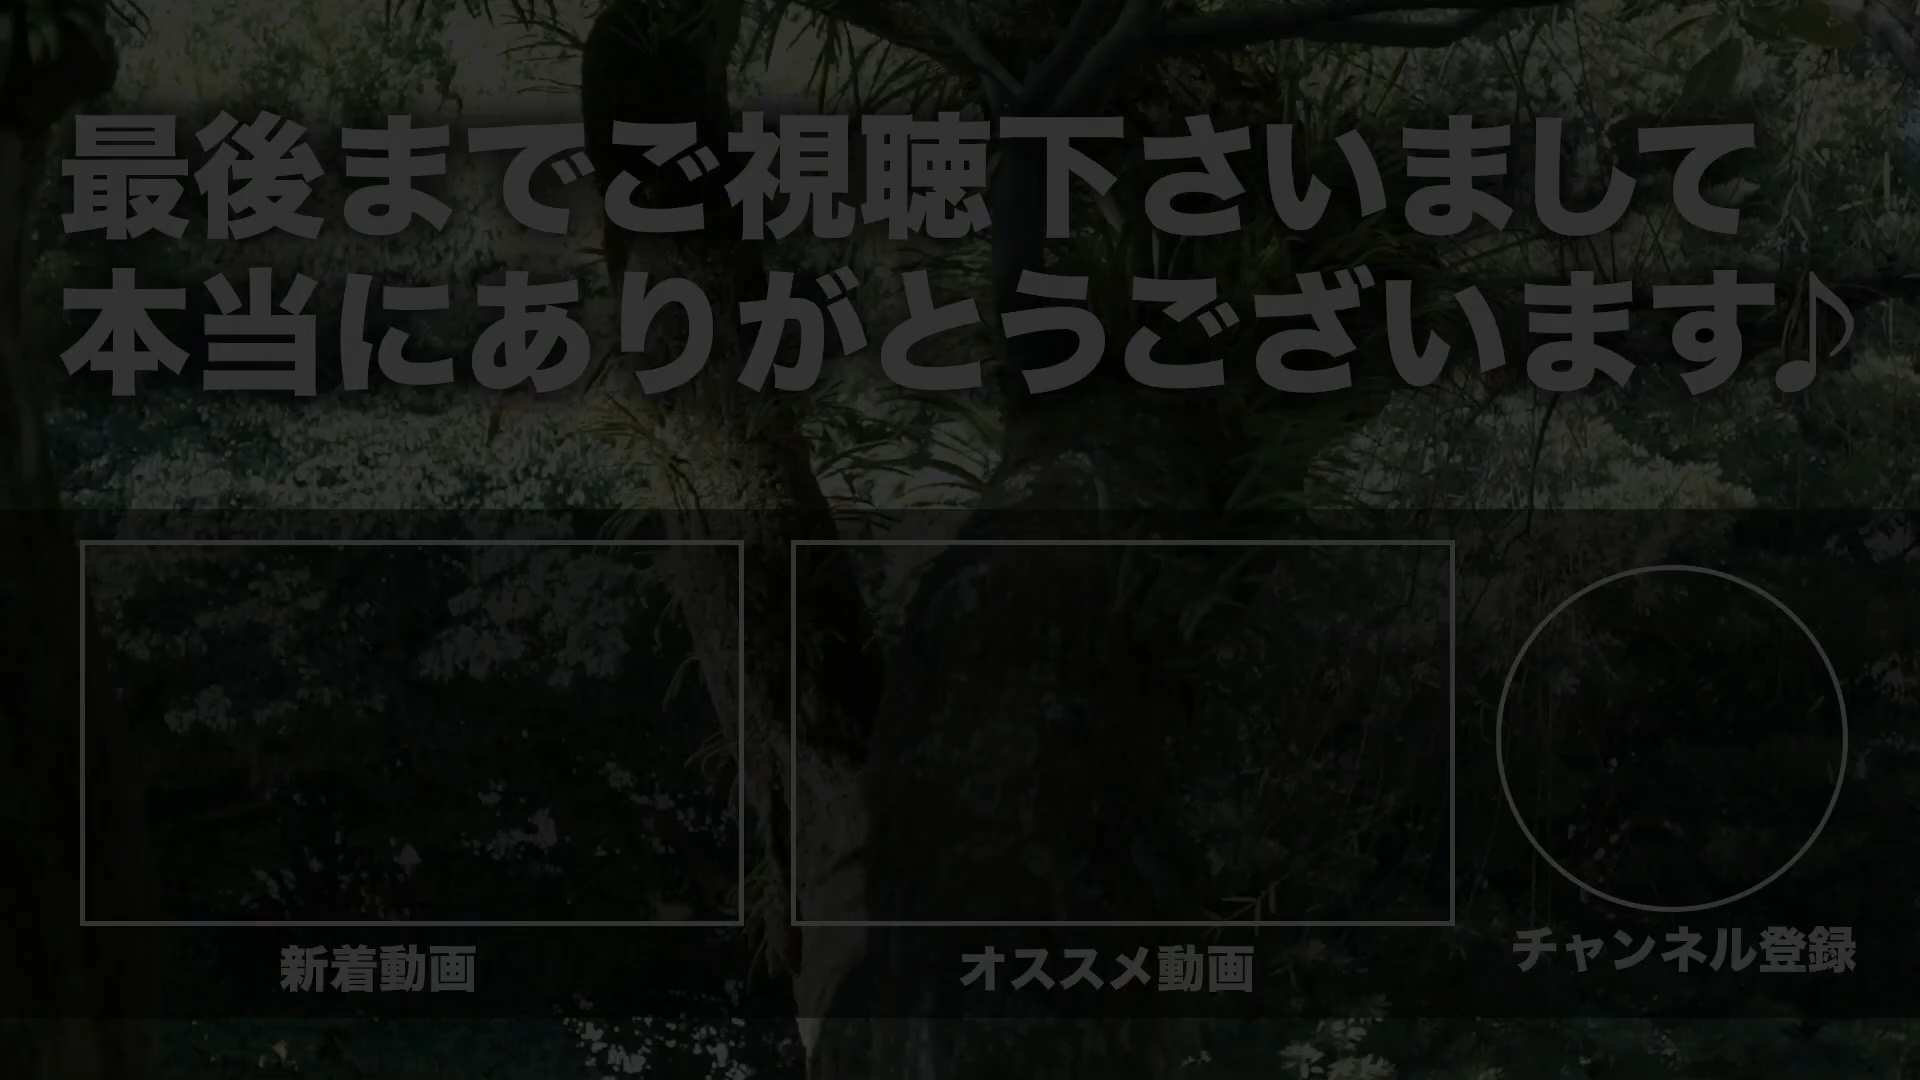 最後までご視聴下さいまして
本当にありがとうございます♪
新着動画
オススメ動画
チャンネル登録